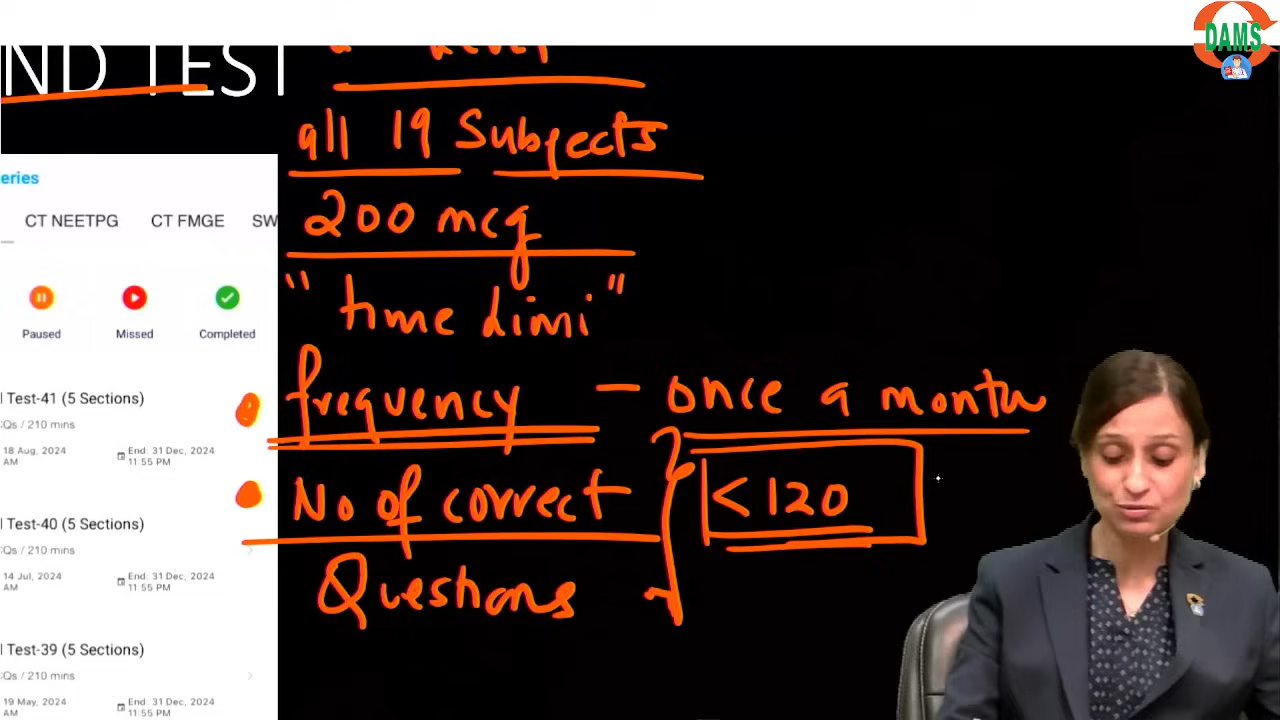 DAMS
ND TEST
all 19 Subjects
200 mcq
"time Limi"
frequency — once a month
No of correct
Questions
<120
eries
CT NEETPG CT FMGE SW
Paused Missed Completed
l Test-41 (5 Sections)
Qs / 210 mins
18 Aug, 2024 End: 31 Dec, 2024
AM 11:55 PM
l Test-40 (5 Sections)
Qs / 210 mins
14 Jul, 2024 End: 31 Dec, 2024
AM 11:55 PM
l Test-39 (5 Sections)
Qs / 210 mins
19 May, 2024 End: 31 Dec, 2024
AM 11:55 PM